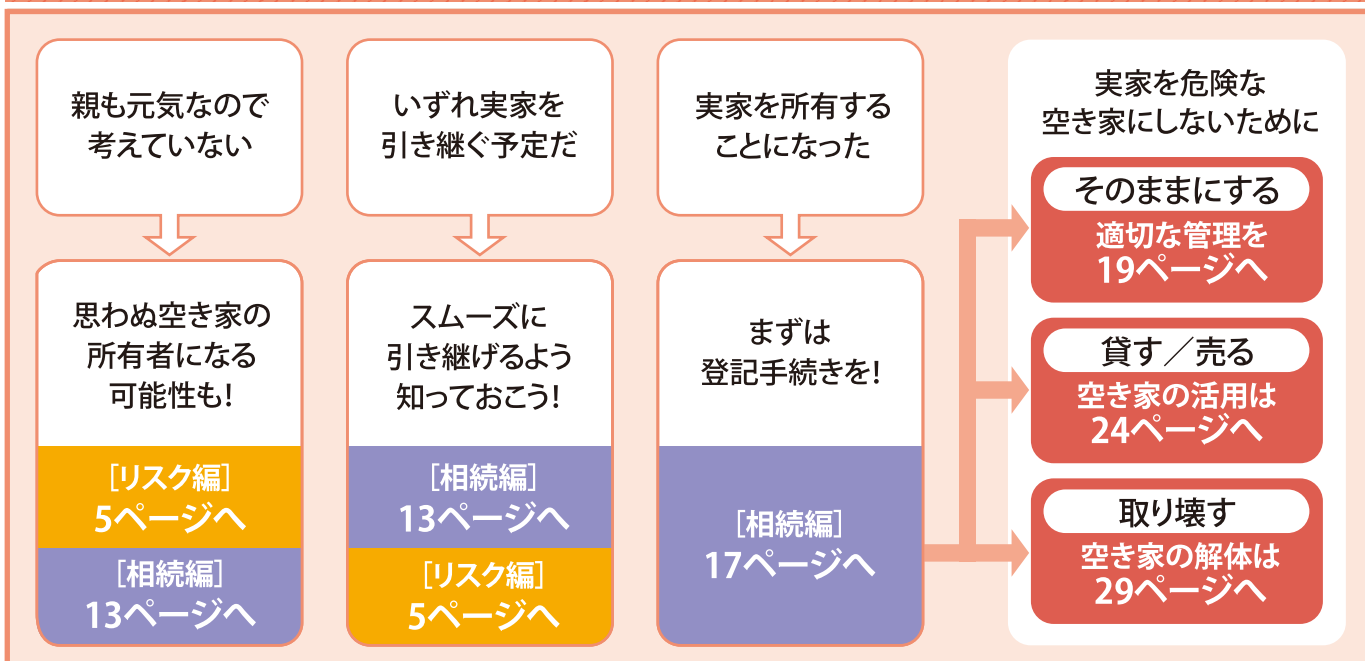 親も元気なので
考えていない
思わぬ空き家の
所有者になる
可能性も!
[リスク編]
5ページへ
[相続編]
13ページへ
いずれ実家を
引き継ぐ予定だ
スムーズに
引き継げるよう
知っておこう!
[相続編]
13ページへ
[リスク編]
5ページへ
実家を所有する
ことになった
まずは
登記手続きを!
[相続編]
17ページへ
実家を危険な
空き家にしないために
そのままにする
適切な管理を
19ページへ
貸す／売る
空き家の活用は
24ページへ
取り壊す
空き家の解体は
29ページへ